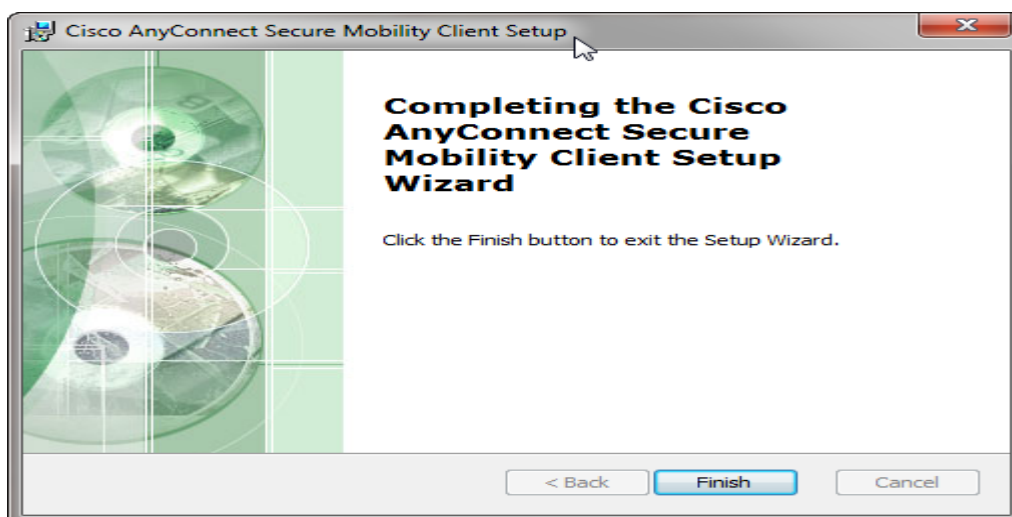 Cisco AnyConnect Secure Mobility Client Setup
Completing the Cisco
AnyConnect Secure
Mobility Client Setup
Wizard
Click the Finish button to exit the Setup Wizard.
< Back Finish Cancel